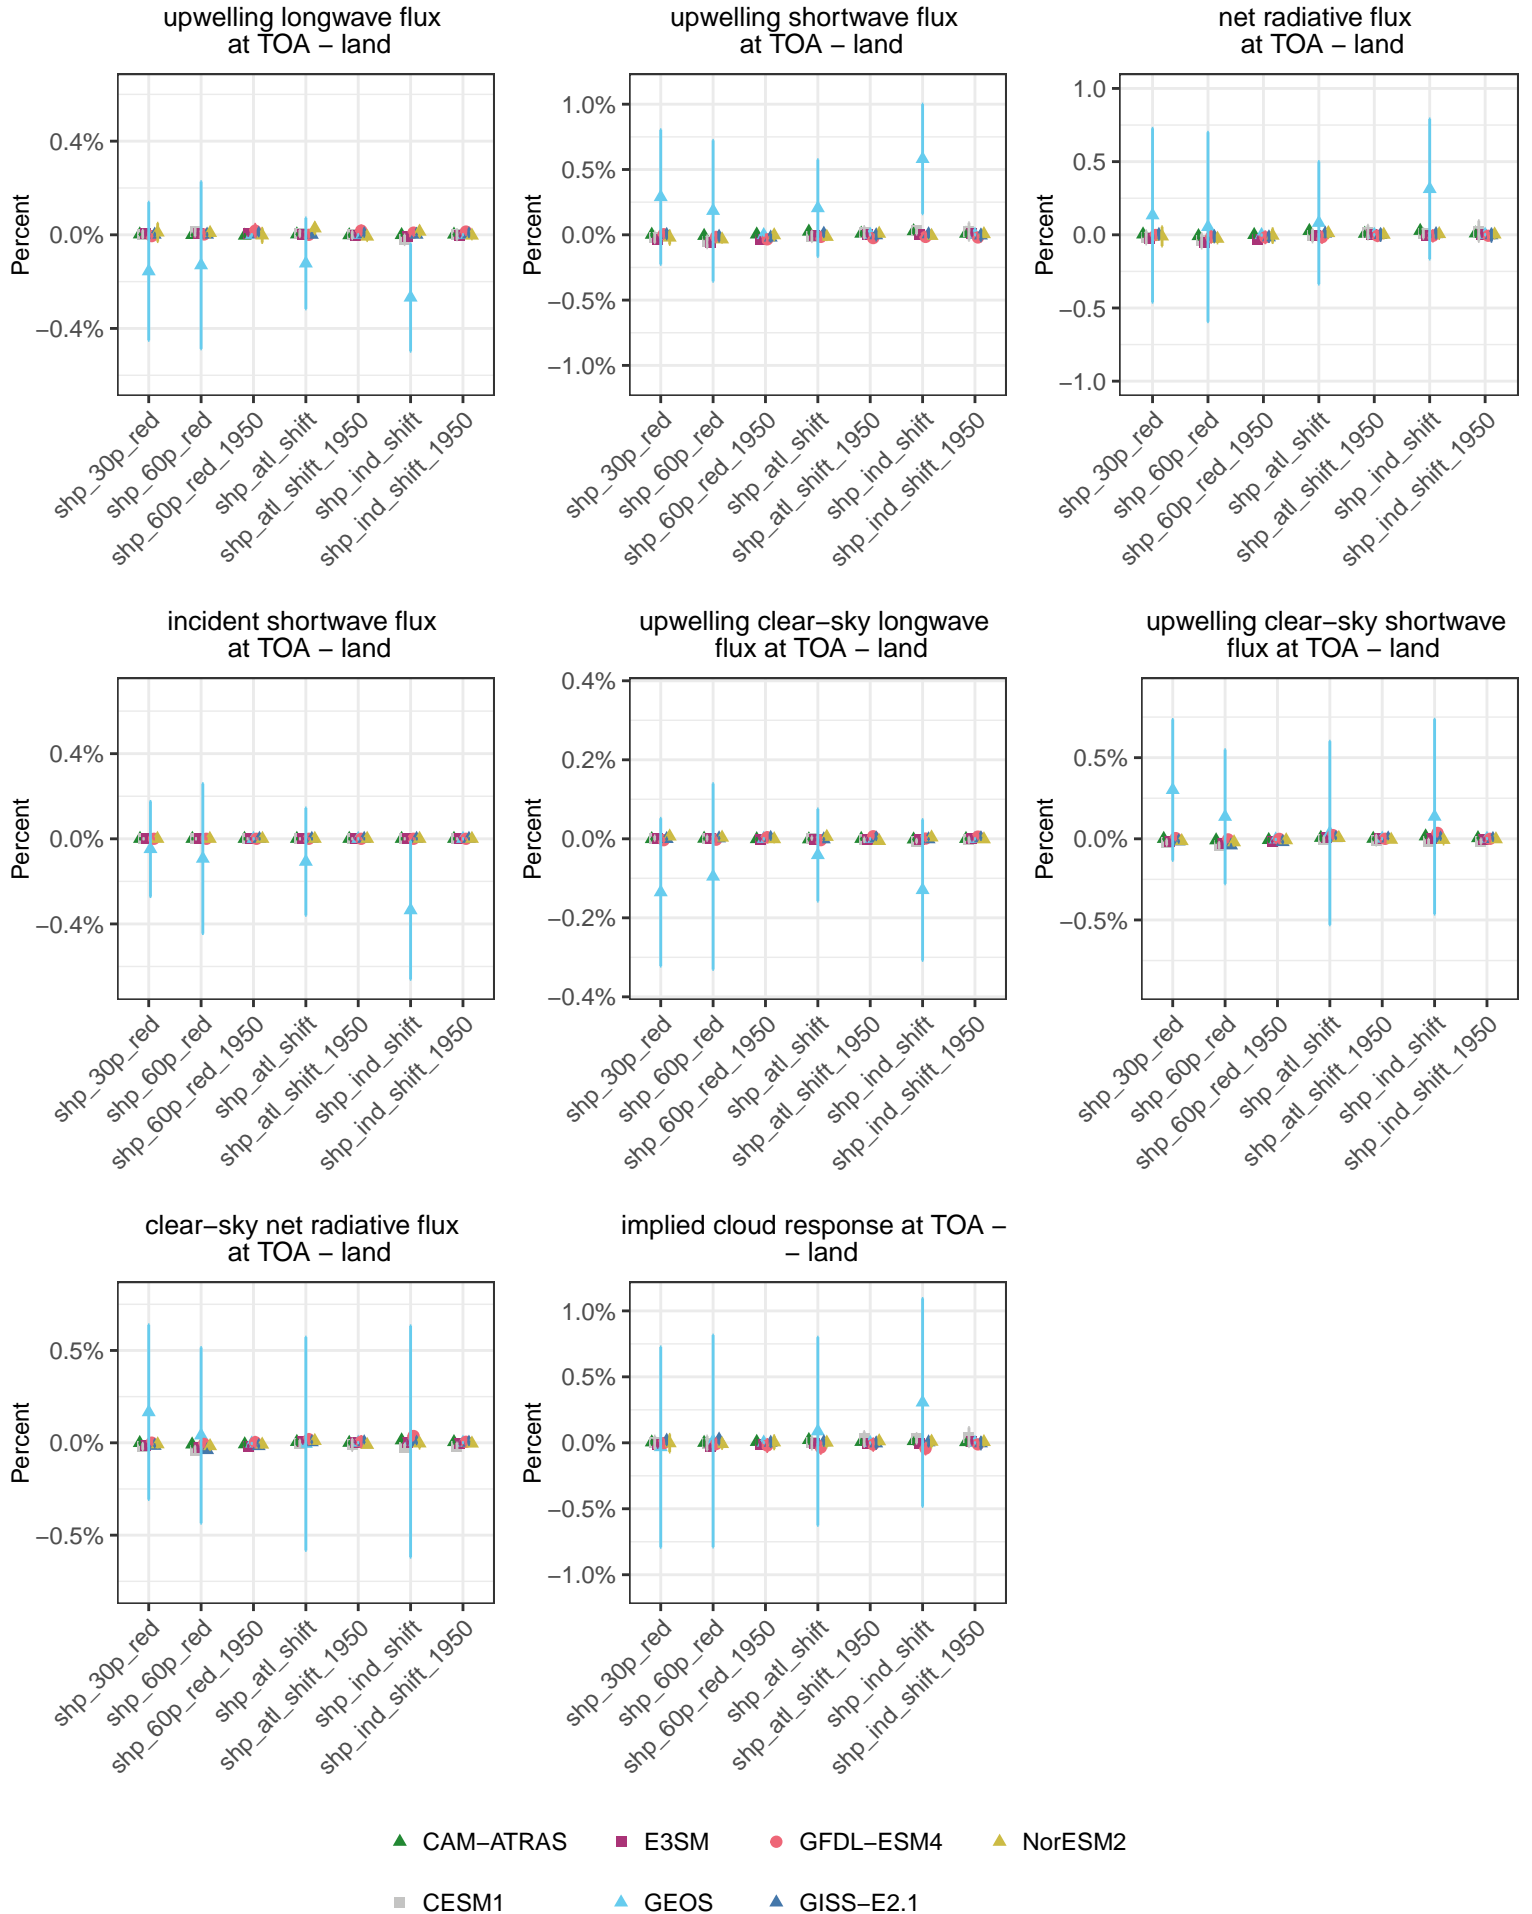 upwelling longwave flux
at TOA − land
upwelling shortwave flux
at TOA − land
net radiative flux
at TOA − land
Percent
0.4%
0.0%
−0.4%
Percent
1.0%
0.5%
0.0%
−0.5%
−1.0%
Percent
1.0
0.5
0.0
−0.5
−1.0
shp_30p_red
shp_60p_red
shp_60p_red_1950
shp_atl_shift
shp_atl_shift_1950
shp_ind_shift
shp_ind_shift_1950
shp_30p_red
shp_60p_red
shp_60p_red_1950
shp_atl_shift
shp_atl_shift_1950
shp_ind_shift
shp_ind_shift_1950
shp_30p_red
shp_60p_red
shp_60p_red_1950
shp_atl_shift
shp_atl_shift_1950
shp_ind_shift
shp_ind_shift_1950
incident shortwave flux
at TOA − land
upwelling clear−sky longwave
flux at TOA − land
upwelling clear−sky shortwave
flux at TOA − land
Percent
0.4%
0.0%
−0.4%
Percent
0.4%
0.2%
0.0%
−0.2%
−0.4%
Percent
0.5%
0.0%
−0.5%
shp_30p_red
shp_60p_red
shp_60p_red_1950
shp_atl_shift
shp_atl_shift_1950
shp_ind_shift
shp_ind_shift_1950
shp_30p_red
shp_60p_red
shp_60p_red_1950
shp_atl_shift
shp_atl_shift_1950
shp_ind_shift
shp_ind_shift_1950
shp_30p_red
shp_60p_red
shp_60p_red_1950
shp_atl_shift
shp_atl_shift_1950
shp_ind_shift
shp_ind_shift_1950
clear−sky net radiative flux
at TOA − land
implied cloud response at TOA −
− land
Percent
0.5%
0.0%
−0.5%
Percent
1.0%
0.5%
0.0%
−0.5%
−1.0%
shp_30p_red
shp_60p_red
shp_60p_red_1950
shp_atl_shift
shp_atl_shift_1950
shp_ind_shift
shp_ind_shift_1950
shp_30p_red
shp_60p_red
shp_60p_red_1950
shp_atl_shift
shp_atl_shift_1950
shp_ind_shift
shp_ind_shift_1950
CAM−ATRAS
E3SM
GFDL−ESM4
NorESM2
CESM1
GEOS
GISS−E2.1